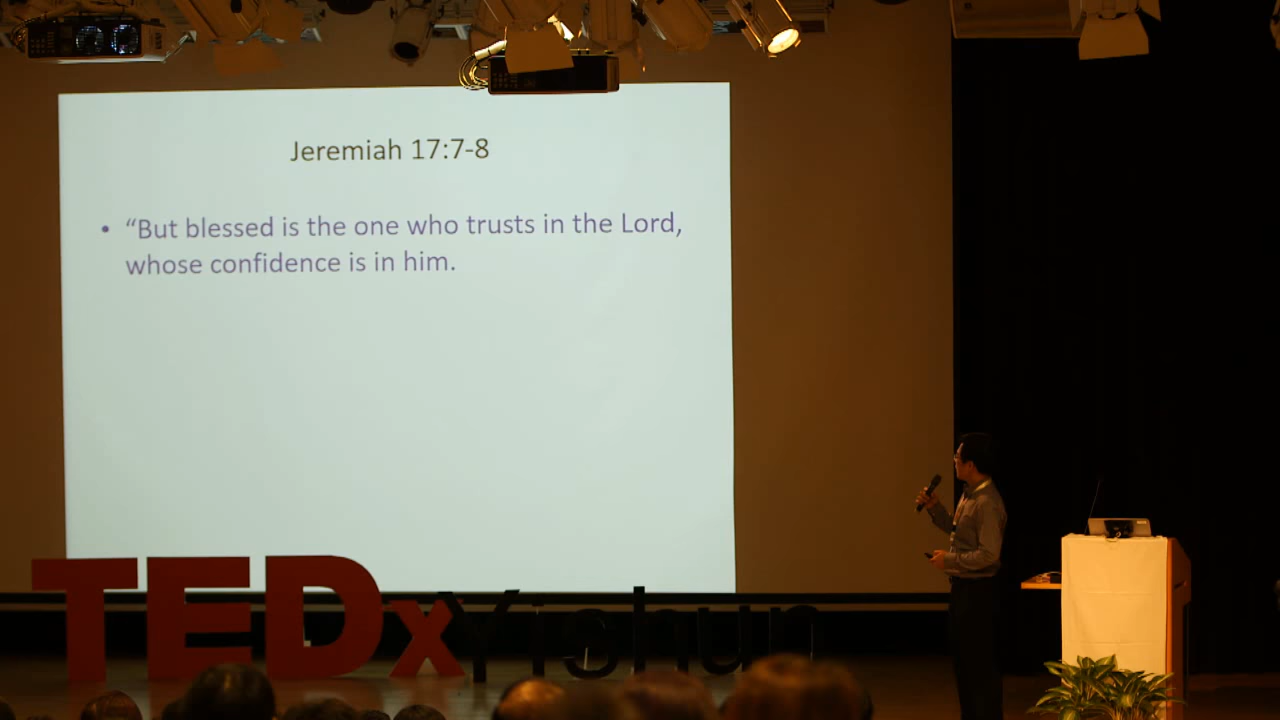 Jeremiah 17:7-8
• “But blessed is the one who trusts in the Lord,
whose confidence is in him.
TEDxYishun